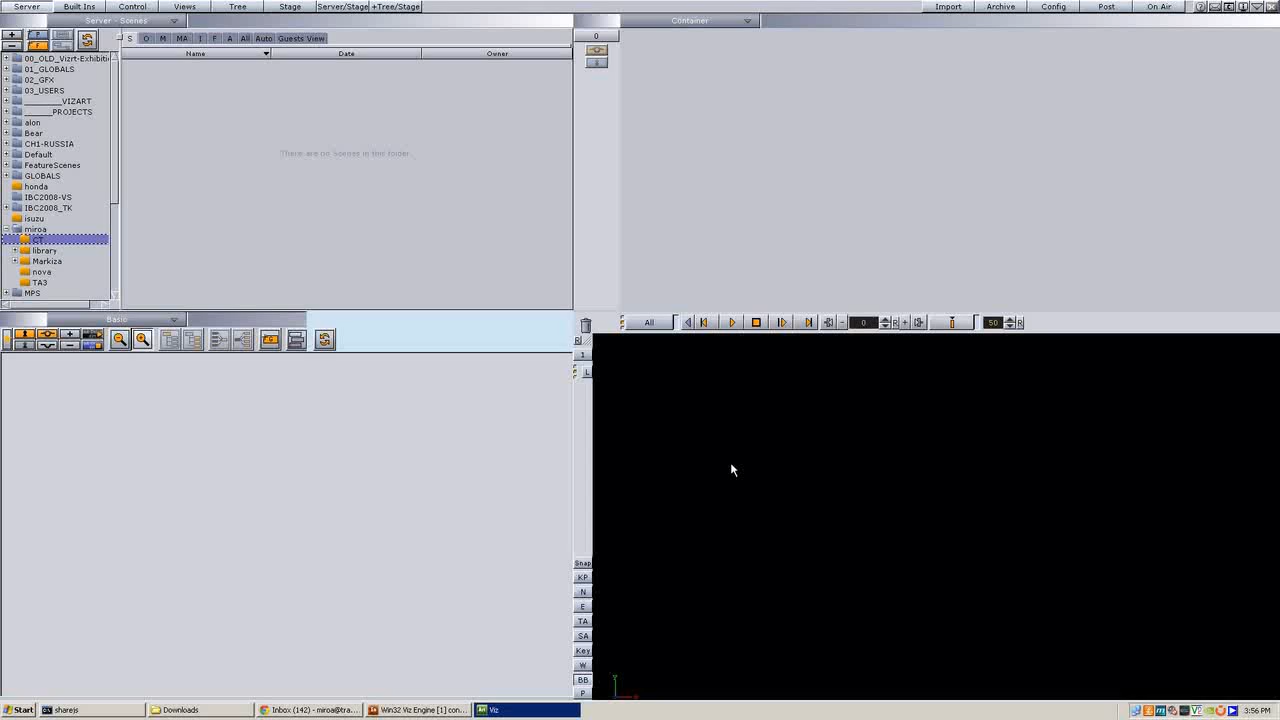 Server Built Ins Control Views Tree Stage Server/Stage +Tree/Stage Import Archive Config Post On Air
Server - Scenes Container
S O M MA I F A All Auto Guests View
0
Name Date Owner
00_OLD_Vizrt-Exhibiti
01_GLOBALS
02_GFX
03_USERS
________VIZART
______PROJECTS
alon
Bear
CH1-RUSSIA
Default
FeatureScenes
GLOBALS
honda
IBC2008-VS
IBC2008_TK
isuzu
miroa
CT
library
Markiza
nova
TA3
MPS
There are no Scenes in this folder.
Basic
All 0 R 50 R
R
1
L
Snap
KP
N
E
TA
SA
Key
W
BB
P
Start sharejs Downloads Inbox (142) - miroa@tra... Win32 Viz Engine [1] con... Viz 3:56 PM